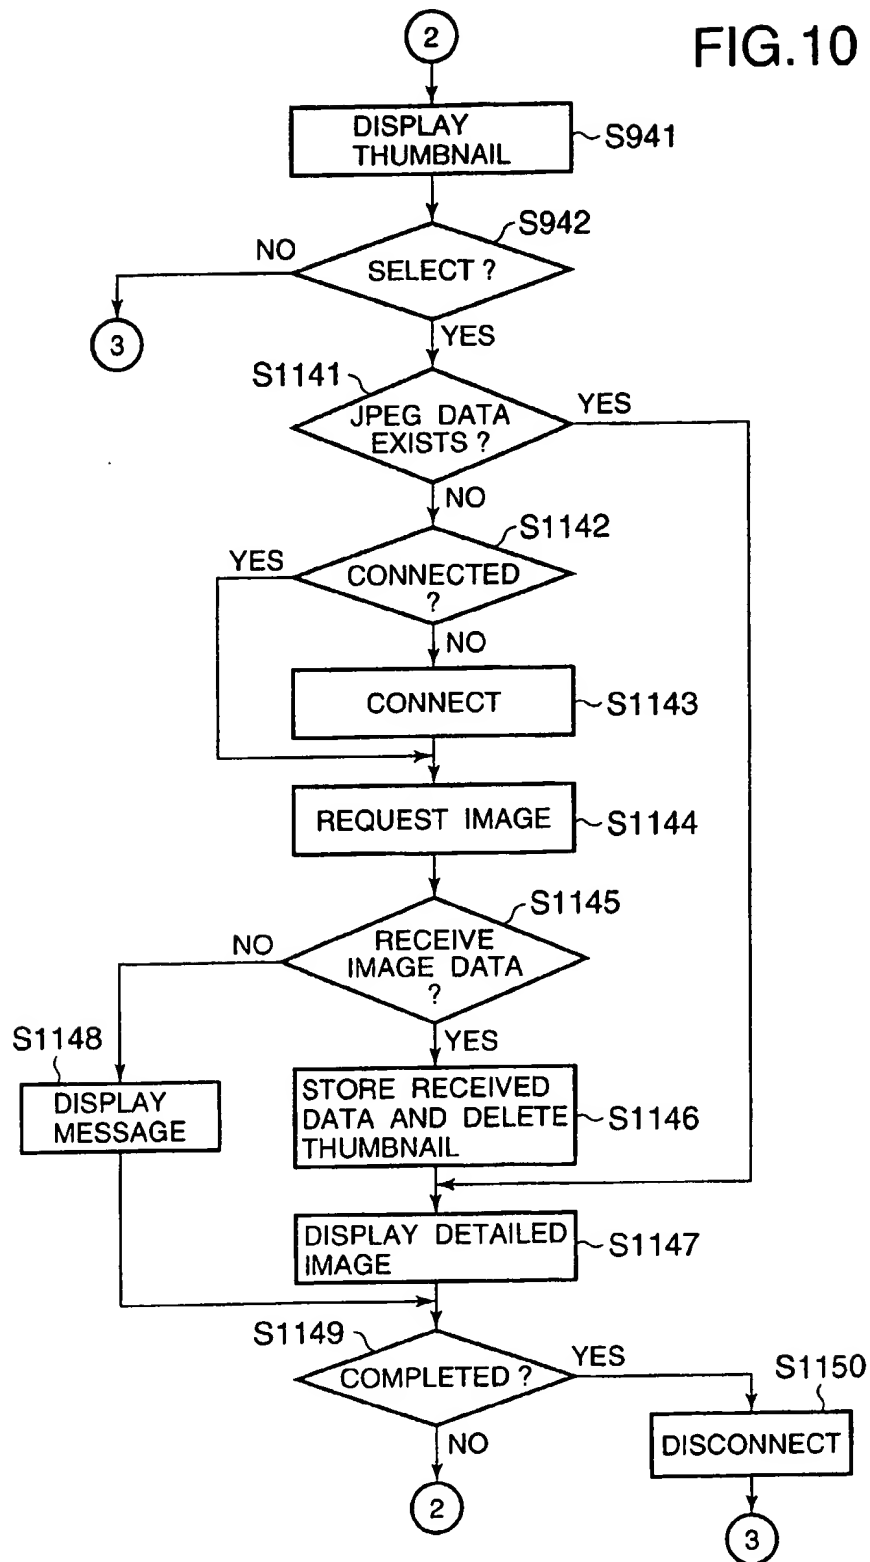 2
FIG.10
DISPLAY
THUMBNAIL
S941
S942
NO
SELECT ?
3
YES
S1141
JPEG DATA
EXISTS ?
YES
NO
S1142
YES
CONNECTED
?
NO
CONNECT
S1143
REQUEST IMAGE
S1144
S1145
NO
RECEIVE
IMAGE DATA
?
YES
S1148
DISPLAY
MESSAGE
STORE RECEIVED
DATA AND DELETE
THUMBNAIL
S1146
DISPLAY DETAILED
IMAGE
S1147
S1149
COMPLETED ?
YES
S1150
NO
DISCONNECT
2
3